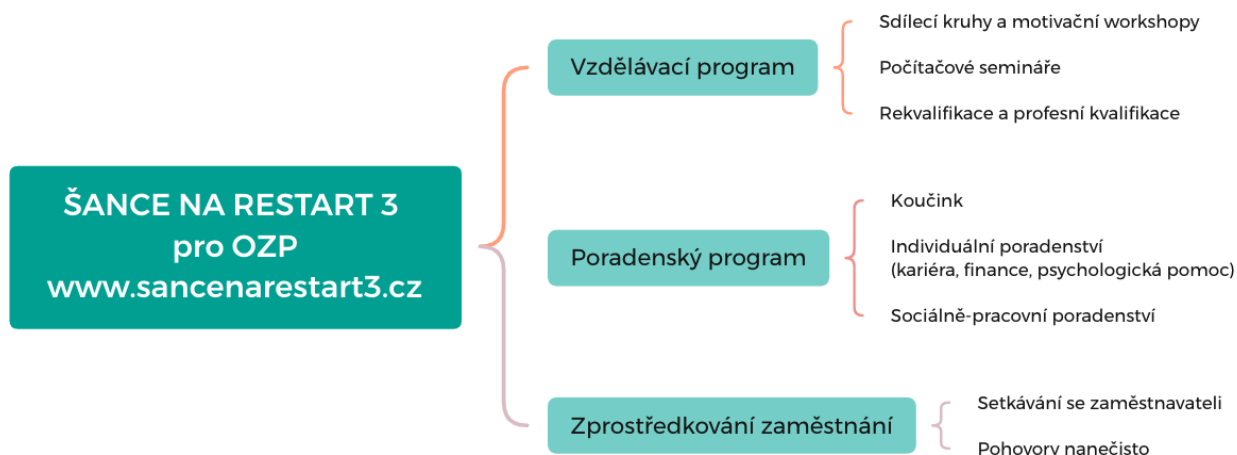 ŠANCE NA RESTART 3
pro OZP
www.sancenarestart3.cz
Vzdělávací program
Sdílecí kruhy a motivační workshopy
Počítačové semináře
Rekvalifikace a profesní kvalifikace
Poradenský program
Koučink
Individuální poradenství
(kariéra, finance, psychologická pomoc)
Sociálně-pracovní poradenství
Zprostředkování zaměstnání
Setkávání se zaměstnavateli
Pohovory nanečisto